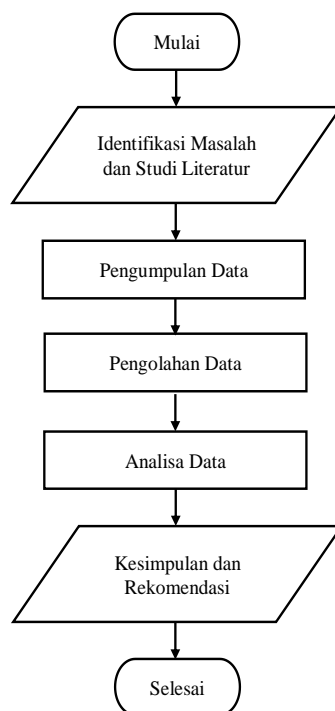 Mulai
Identifikasi Masalah
dan Studi Literatur
Pengumpulan Data
Pengolahan Data
Analisa Data
Kesimpulan dan
Rekomendasi
Selesai